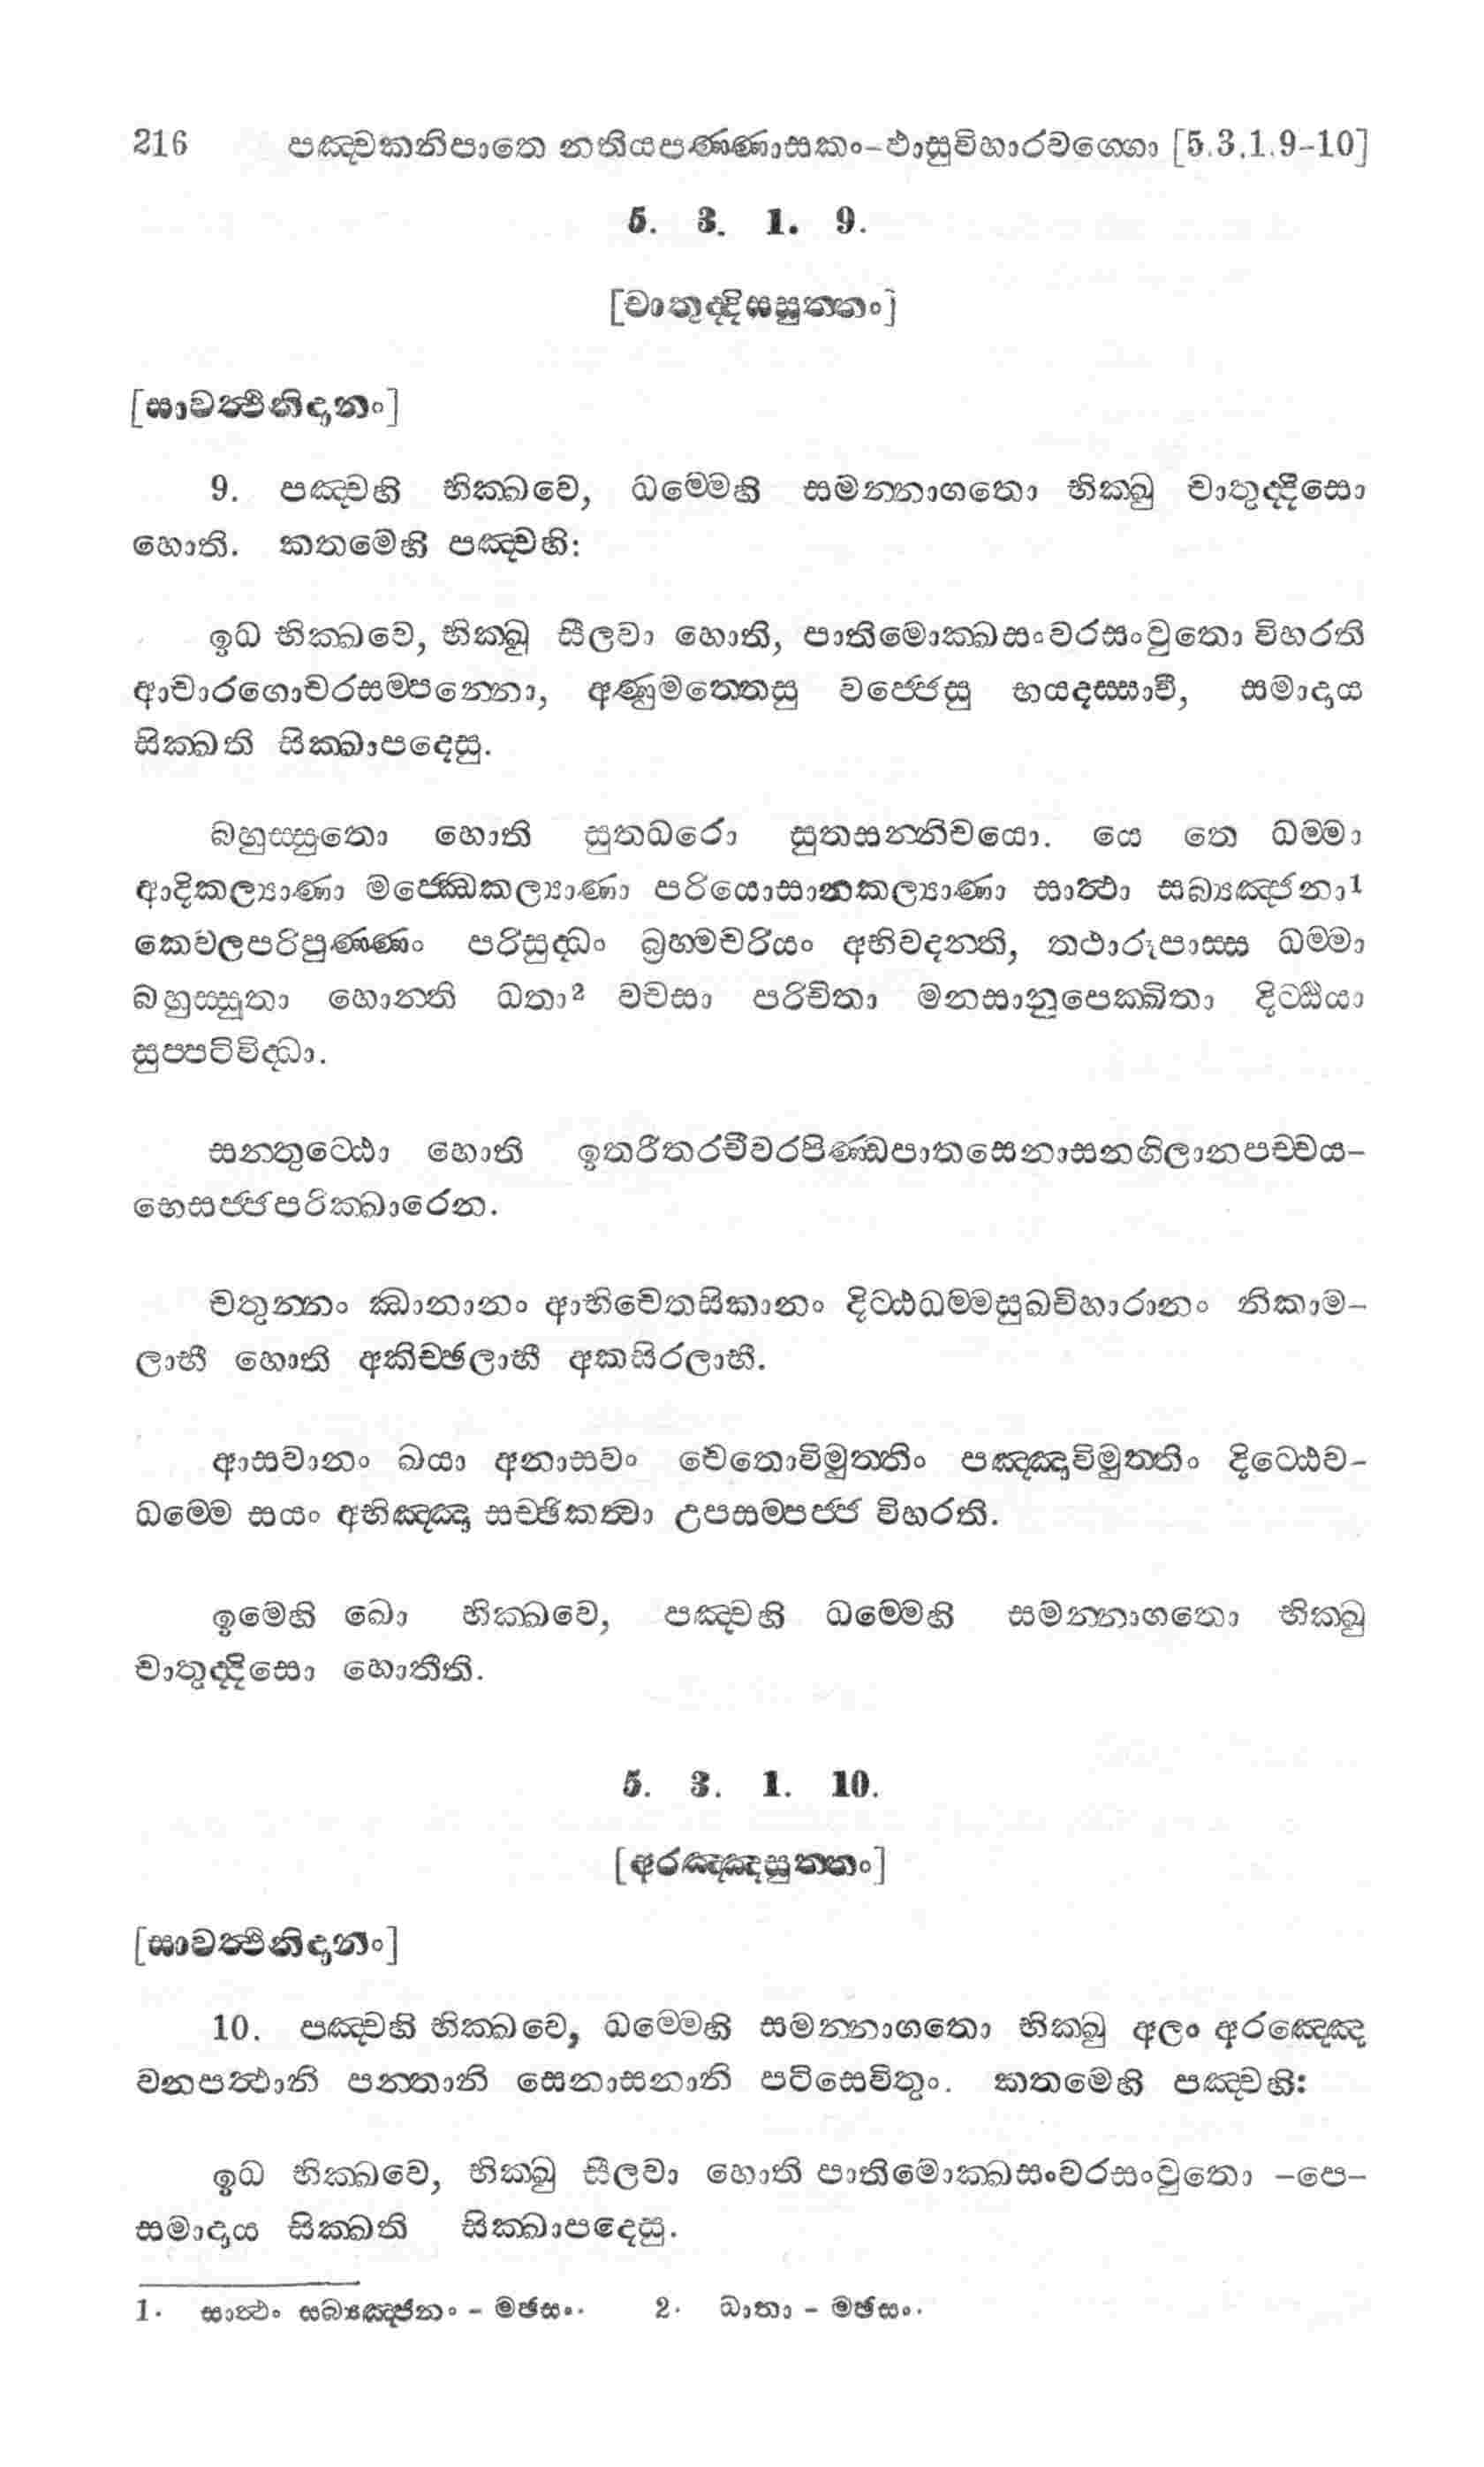 216 පඤ්චකනිපාතෙ තතියපණ්ණාසකං-ඵාසුවිහාරවග්ගො [5.3.1.9-10]
5. 3. 1. 9.
[චාතුද්දිසසුත්තං]
[සාවත්ථිනිදානං]
9. පඤ්චහි භික්ඛවෙ, ධම්මෙහි සමන්නාගතො භික්ඛු චාතුද්දිසො
හොති. කතමෙහි පඤ්චහි:
ඉධ භික්ඛවෙ, භික්ඛු සීලවා හොති, පාතිමොක්ඛසංවරසංවුතො විහරති
ආචාරගොචරසම්පන්නො, අණුමත්තෙසු වජ්ජෙසු භයදස්සාවී, සමාදාය
සික්ඛති සික්ඛාපදෙසු.
බහුස්සුතො හොති සුතධරො සුතසන්නිචයො. යෙ තෙ ධම්මා
ආදිකල්‍යාණා මජ්ඣෙකල්‍යාණා පරියොසානකල්‍යාණා සාත්ථා සබ්‍යඤ්ජනා¹
කෙවලපරිපුණ්ණං පරිසුද්ධං බ්‍රහ්මචරියං අභිවදන්ති, තථාරූපාස්ස ධම්මා
බහුස්සුතා හොන්ති ධතා² වචසා පරිචිතා මනසානුපෙක්ඛිතා දිට්ඨියා
සුප්පටිවිද්ධා.
සන්තුට්ඨො හොති ඉතරීතරචීවරපිණ්ඩපාතසෙනාසනගිලානපච්චය-
භෙසජ්ජපරික්ඛාරෙන.
චතුන්නං ඣානානං ආභිචෙතසිකානං දිට්ඨධම්මසුඛවිහාරානං නිකාම-
ලාභී හොති අකිච්ඡලාභී අකසිරලාභී.
ආසවානං ඛයා අනාසවං චෙතොවිමුත්තිං පඤ්ඤාවිමුත්තිං දිට්ඨෙව-
ධම්මෙ සයං අභිඤ්ඤා සච්ඡිකත්වා උපසම්පජ්ජ විහරති.
ඉමෙහි ඛො භික්ඛවෙ, පඤ්චහි ධම්මෙහි සමන්නාගතො භික්ඛු
චාතුද්දිසො හොතීති.
5. 3. 1. 10.
[අරඤ්ඤසුත්තං]
[සාවත්ථිනිදානං]
10. පඤ්චහි භික්ඛවෙ, ධම්මෙහි සමන්නාගතො භික්ඛු අලං අරඤ්ඤෙ
වනපත්ථානි පන්තානි සෙනාසනානි පටිසෙවිතුං. කතමෙහි පඤ්චහි:
ඉධ භික්ඛවෙ, භික්ඛු සීලවා හොති පාතිමොක්ඛසංවරසංවුතො -පෙ-
සමාදාය සික්ඛති සික්ඛාපදෙසු.
1. සාත්ථං සබ්‍යඤ්ජනං - මඡසං. 2. ධාතා - මඡසං.